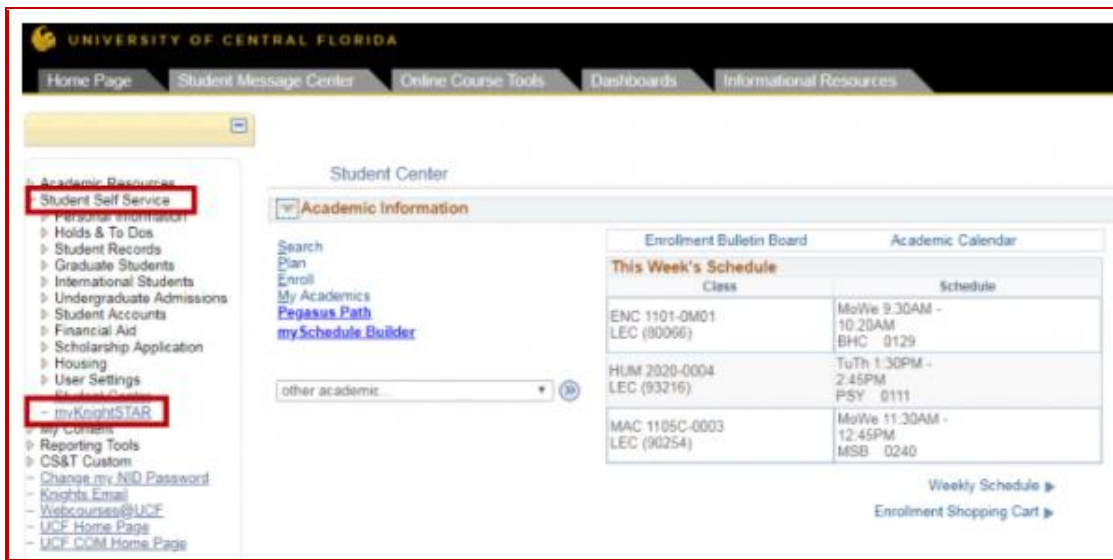 UNIVERSITY OF CENTRAL FLORIDA
Home Page Student Message Center Online Course Tools Dashboards Informational Resources
Academic Resources
Student Self Service
Personal Information
Holds & To Dos
Student Records
Graduate Students
International Students
Undergraduate Admissions
Student Accounts
Financial Aid
Scholarship Application
Housing
User Settings
Student Center
myKnightSTAR
My Content
Reporting Tools
CS&T Custom
Change my NID Password
Knights Email
Webcourses@UCF
UCF Home Page
UCF COM Home Page
Student Center
Academic Information
Search
Plan
Enroll
My Academics
Pegasus Path
mySchedule Builder
other academic...
Enrollment Bulletin Board Academic Calendar
This Week's Schedule
Class Schedule
ENC 1101-0M01
LEC (80066)
MoWe 9:30AM -
10:20AM
BHC 0129
HUM 2020-0004
LEC (93216)
TuTh 1:30PM -
2:45PM
PSY 0111
MAC 1105C-0003
LEC (90254)
MoWe 11:30AM -
12:45PM
MSB 0240
Weekly Schedule
Enrollment Shopping Cart